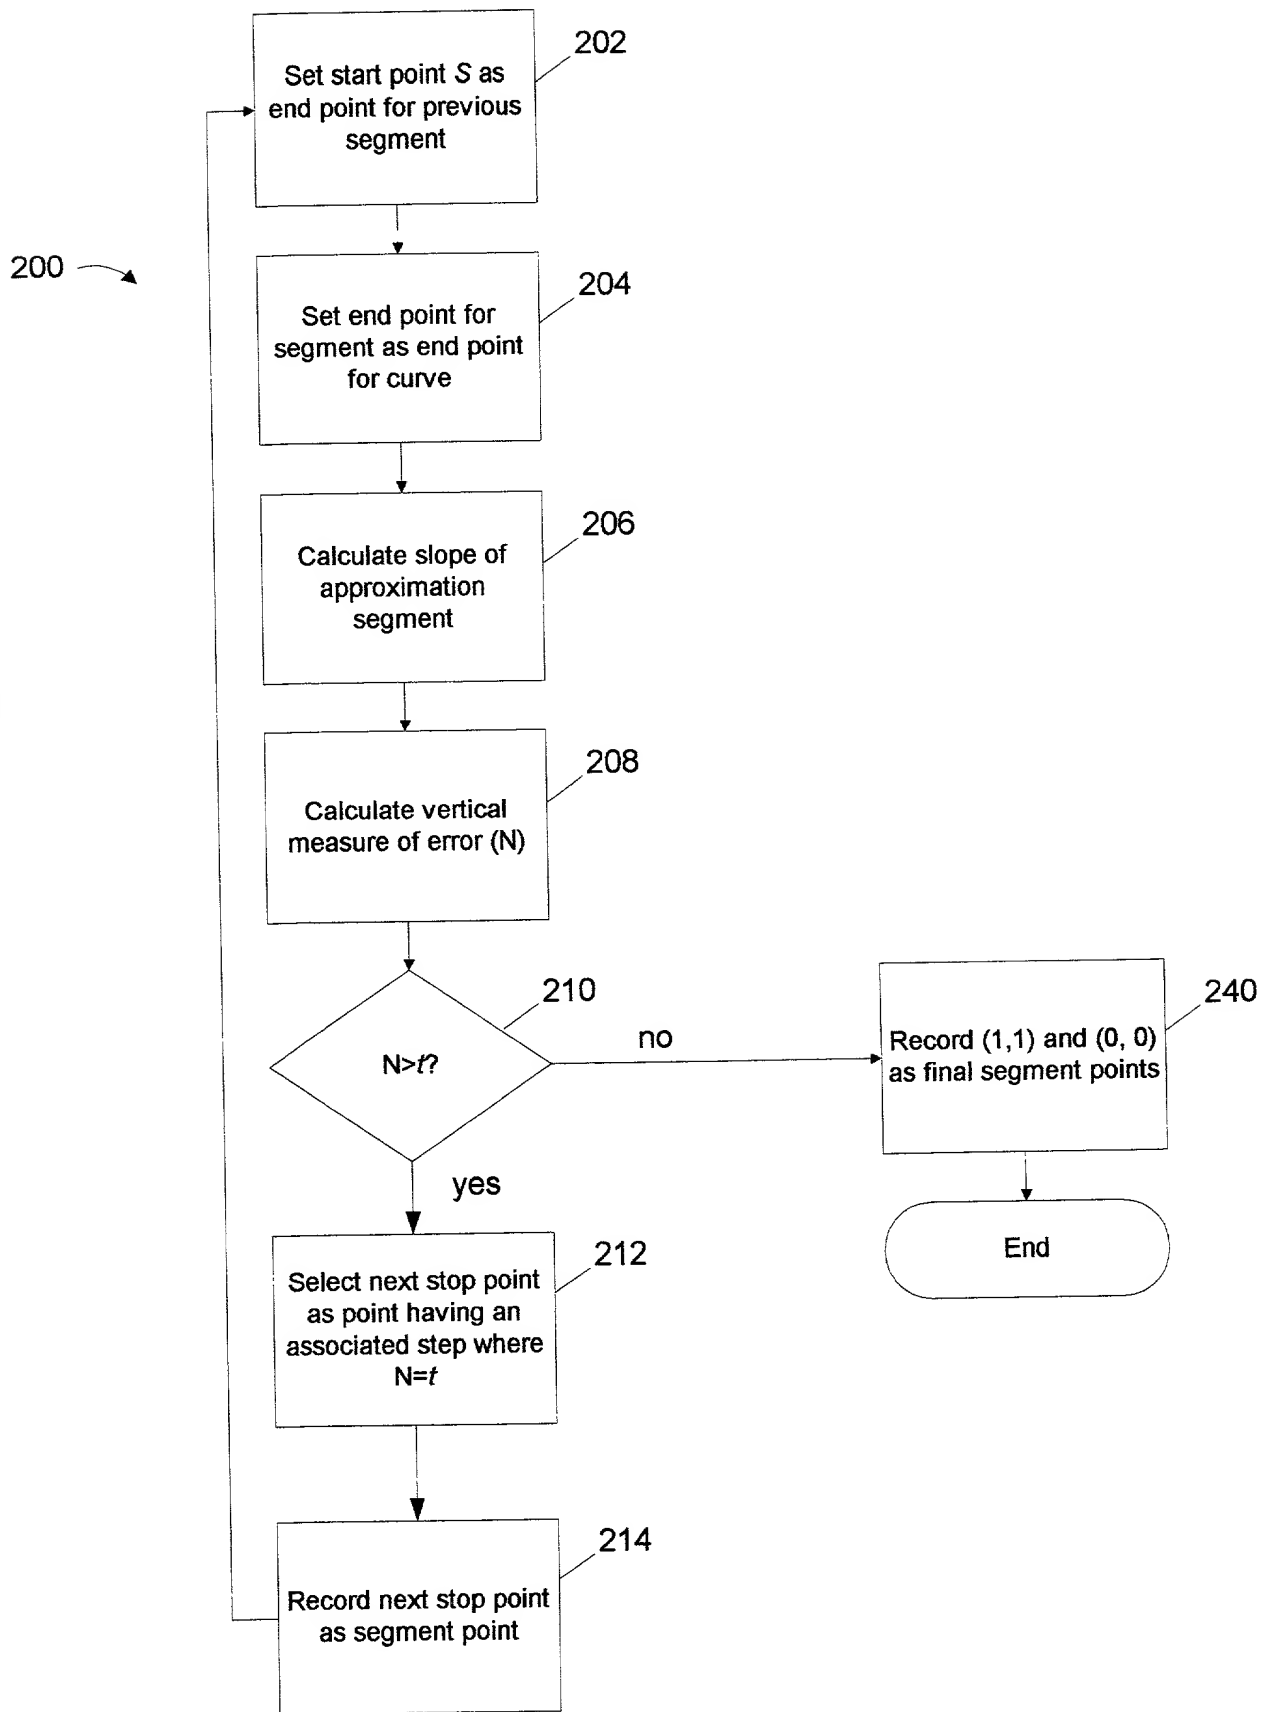 202
Set start point S as
end point for previous
segment
200
204
Set end point for
segment as end point
for curve
206
Calculate slope of
approximation
segment
208
Calculate vertical
measure of error (N)
210
N>t?
no
240
Record (1,1) and (0, 0)
as final segment points
yes
End
212
Select next stop point
as point having an
associated step where
N=t
214
Record next stop point
as segment point